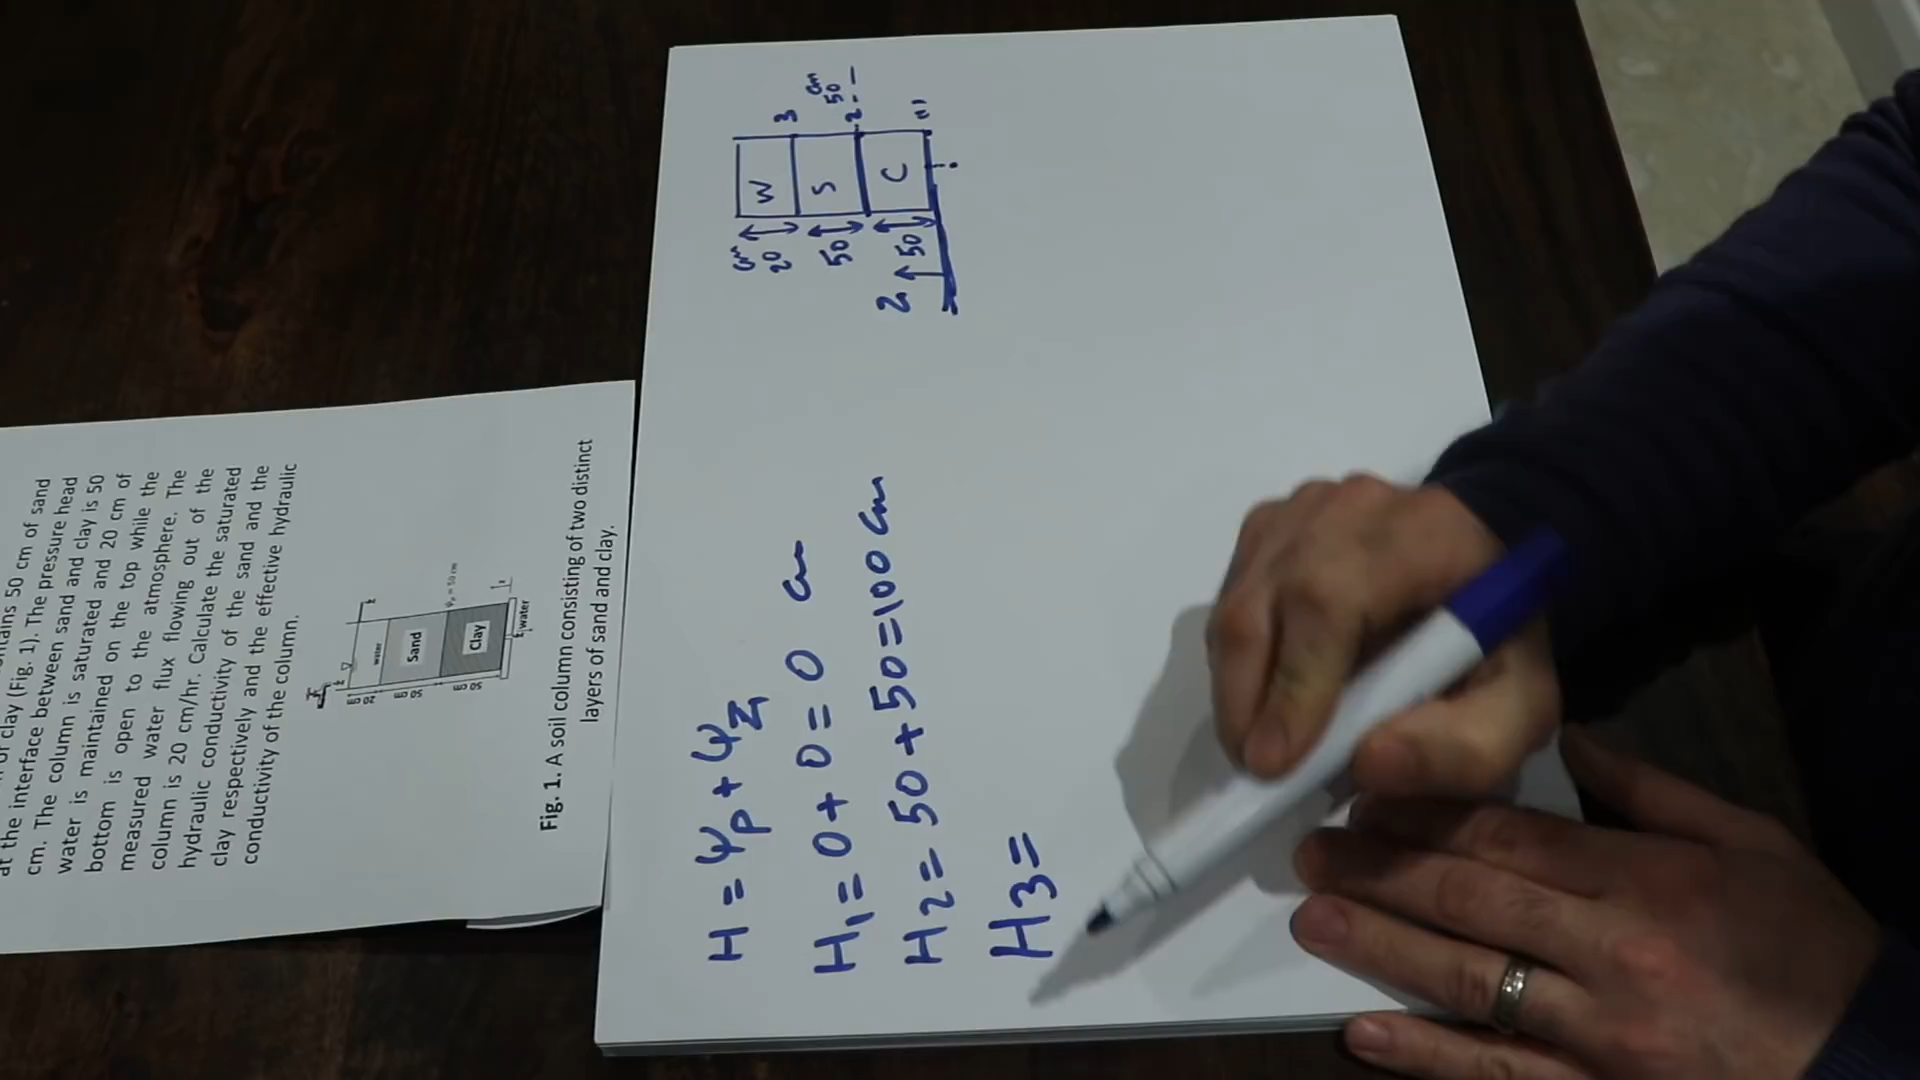 cm. The column is saturated and 20 cm of
at the interface between sand and clay is 50
of clay (Fig. 1). The pressure head
contains 50 cm of sand
water is maintained on the top while the
bottom is open to the atmosphere. The
measured water flux flowing out of the
column is 20 cm/hr. Calculate the saturated
hydraulic conductivity of the sand and the
clay respectively and the effective hydraulic
conductivity of the column.
20 cm
water
50 cm
Sand
50 cm
Clay
= 50 cm
water
Fig. 1. A soil column consisting of two distinct
layers of sand and clay.
cm
20
W
3
50
S
2
50 cm
z
50
C
1
H = Ψp + Ψz
H1 = 0 + 0 = 0 cm
H2 = 50 + 50 = 100 cm
H3 =